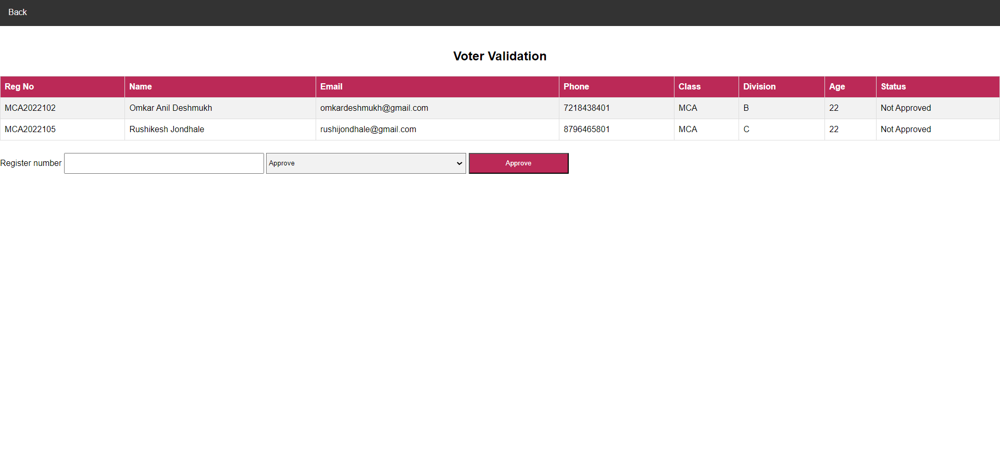 Back
Voter Validation
Reg No Name Email Phone Class Division Age Status
MCA2022102 Omkar Anil Deshmukh omkardeshmukh@gmail.com 7218438401 MCA B 22 Not Approved
MCA2022105 Rushikesh Jondhale rushijondhale@gmail.com 8796465801 MCA C 22 Not Approved
Register number Approve Approve